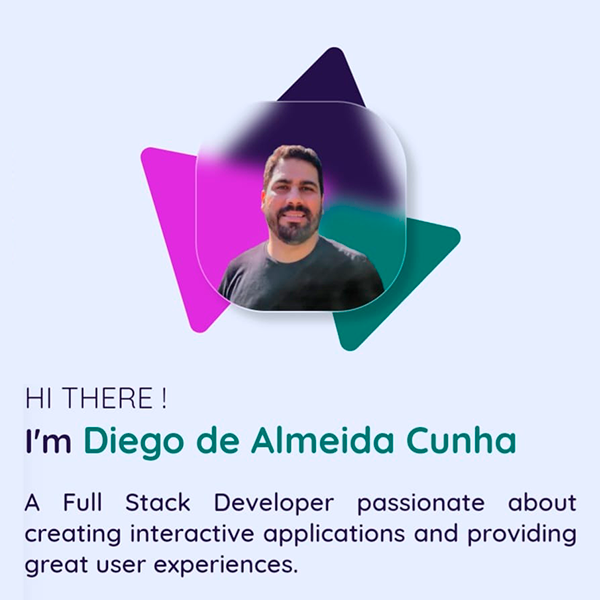 HI THERE !
I'm Diego de Almeida Cunha
A Full Stack Developer passionate about
creating interactive applications and providing
great user experiences.